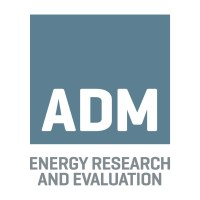 ADM
ENERGY RESEARCH
AND EVALUATION